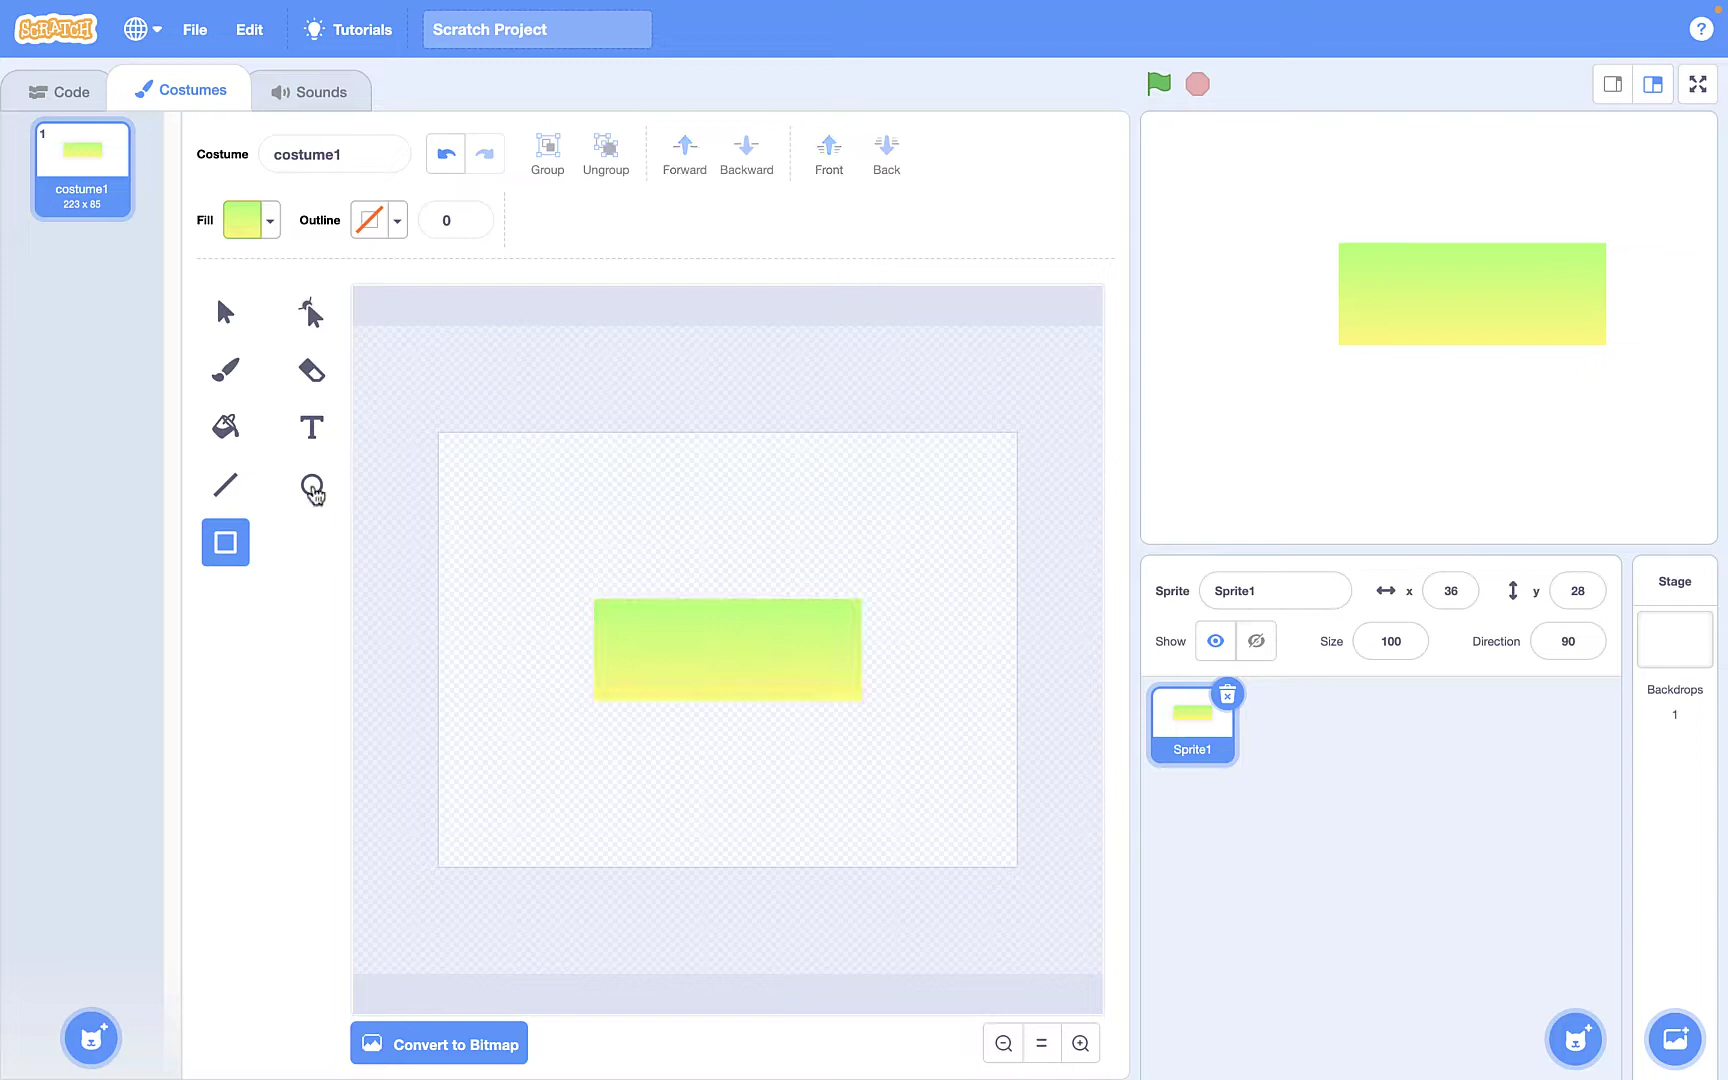 SCRATCH File Edit Tutorials Scratch Project ?
Code Costumes Sounds
1
costume1
223 x 85
Costume costume1
Group Ungroup Forward Backward Front Back
Fill Outline 0
T
Convert to Bitmap
Sprite Sprite1 x 36 y 28
Show Size 100 Direction 90
Sprite1
Stage
Backdrops
1